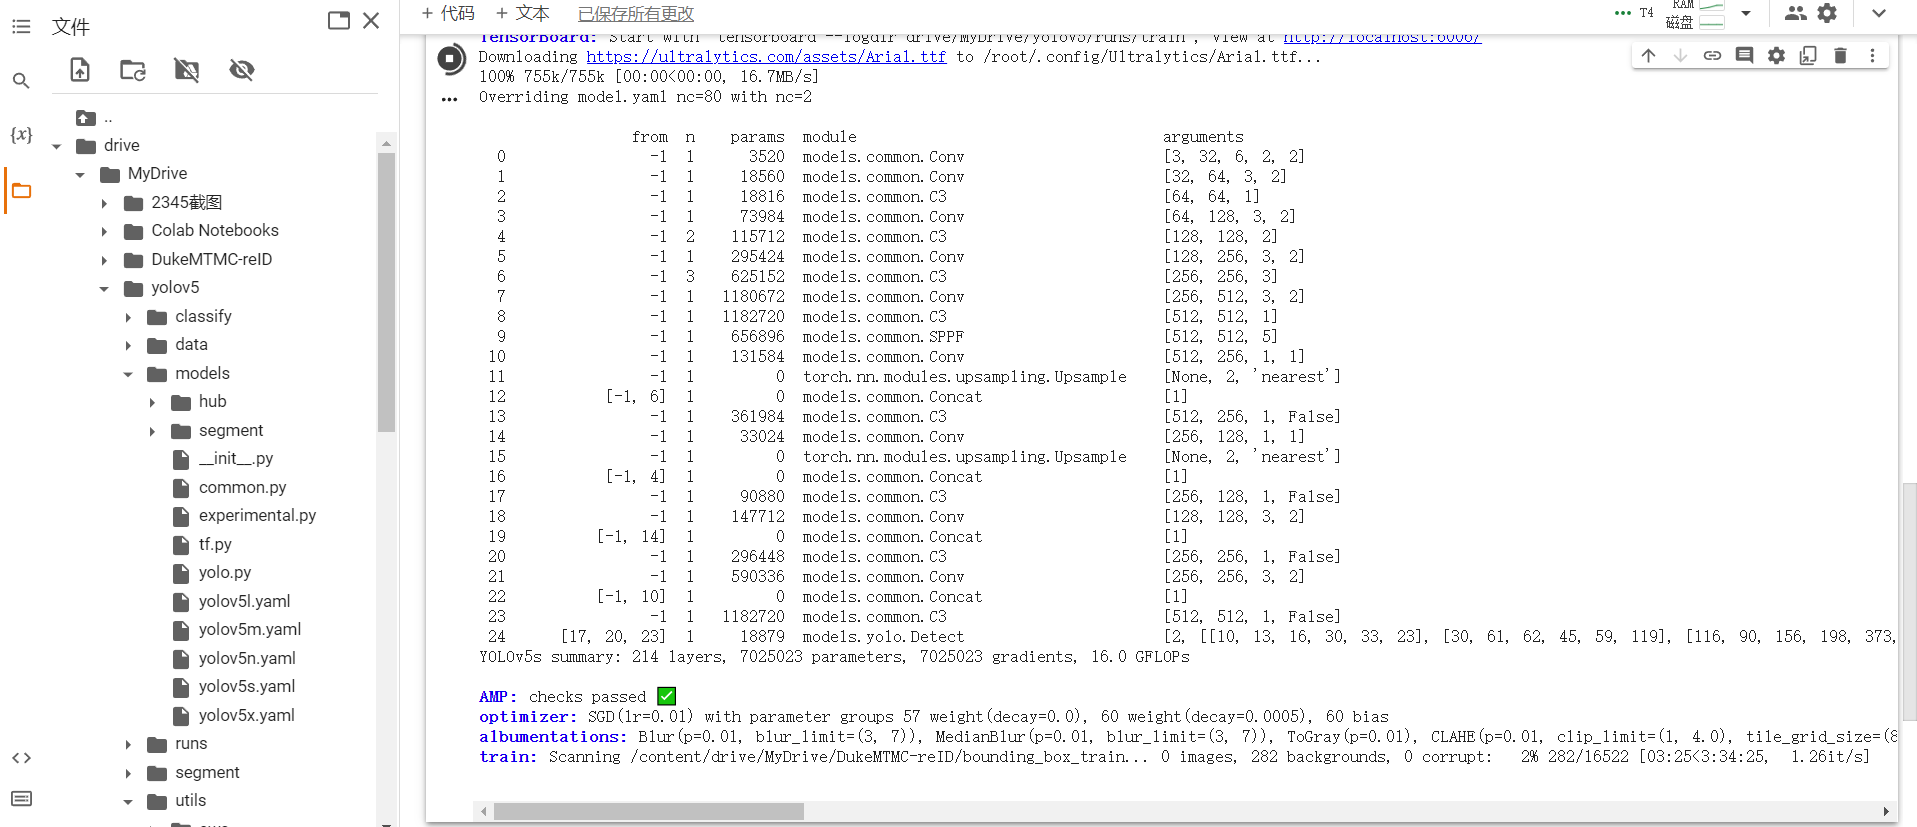 文件
..
drive
MyDrive
2345截图
Colab Notebooks
DukeMTMC-reID
yolov5
classify
data
models
hub
segment
__init__.py
common.py
experimental.py
tf.py
yolo.py
yolov5l.yaml
yolov5m.yaml
yolov5n.yaml
yolov5s.yaml
yolov5x.yaml
runs
segment
utils
{x}
<>
+ 代码 + 文本 已保存所有更改
T4 RAM
磁盘
TensorBoard: Start with 'tensorboard --logdir drive/MyDrive/yolov5/runs/train', view at http://localhost:6006/
Downloading https://ultralytics.com/assets/Arial.ttf to /root/.config/Ultralytics/Arial.ttf...
100% 755k/755k [00:00<00:00, 16.7MB/s]
Overriding model.yaml nc=80 with nc=2
from n params module arguments
0 -1 1 3520 models.common.Conv [3, 32, 6, 2, 2]
1 -1 1 18560 models.common.Conv [32, 64, 3, 2]
2 -1 1 18816 models.common.C3 [64, 64, 1]
3 -1 1 73984 models.common.Conv [64, 128, 3, 2]
4 -1 2 115712 models.common.C3 [128, 128, 2]
5 -1 1 295424 models.common.Conv [128, 256, 3, 2]
6 -1 3 625152 models.common.C3 [256, 256, 3]
7 -1 1 1180672 models.common.Conv [256, 512, 3, 2]
8 -1 1 1182720 models.common.C3 [512, 512, 1]
9 -1 1 656896 models.common.SPPF [512, 512, 5]
10 -1 1 131584 models.common.Conv [512, 256, 1, 1]
11 -1 1 0 torch.nn.modules.upsampling.Upsample [None, 2, 'nearest']
12 [-1, 6] 1 0 models.common.Concat [1]
13 -1 1 361984 models.common.C3 [512, 256, 1, False]
14 -1 1 33024 models.common.Conv [256, 128, 1, 1]
15 -1 1 0 torch.nn.modules.upsampling.Upsample [None, 2, 'nearest']
16 [-1, 4] 1 0 models.common.Concat [1]
17 -1 1 90880 models.common.C3 [256, 128, 1, False]
18 -1 1 147712 models.common.Conv [128, 128, 3, 2]
19 [-1, 14] 1 0 models.common.Concat [1]
20 -1 1 296448 models.common.C3 [256, 256, 1, False]
21 -1 1 590336 models.common.Conv [256, 256, 3, 2]
22 [-1, 10] 1 0 models.common.Concat [1]
23 -1 1 1182720 models.common.C3 [512, 512, 1, False]
24 [17, 20, 23] 1 18879 models.yolo.Detect [2, [[10, 13, 16, 30, 33, 23], [30, 61, 62, 45, 59, 119], [116, 90, 156, 198, 373,
YOLOv5s summary: 214 layers, 7025023 parameters, 7025023 gradients, 16.0 GFLOPs
AMP: checks passed ✅
optimizer: SGD(lr=0.01) with parameter groups 57 weight(decay=0.0), 60 weight(decay=0.0005), 60 bias
albumentations: Blur(p=0.01, blur_limit=(3, 7)), MedianBlur(p=0.01, blur_limit=(3, 7)), ToGray(p=0.01), CLAHE(p=0.01, clip_limit=(1, 4.0), tile_grid_size=(8
train: Scanning /content/drive/MyDrive/DukeMTMC-reID/bounding_box_train... 0 images, 282 backgrounds, 0 corrupt: 2% 282/16522 [03:25<3:34:25, 1.26it/s]